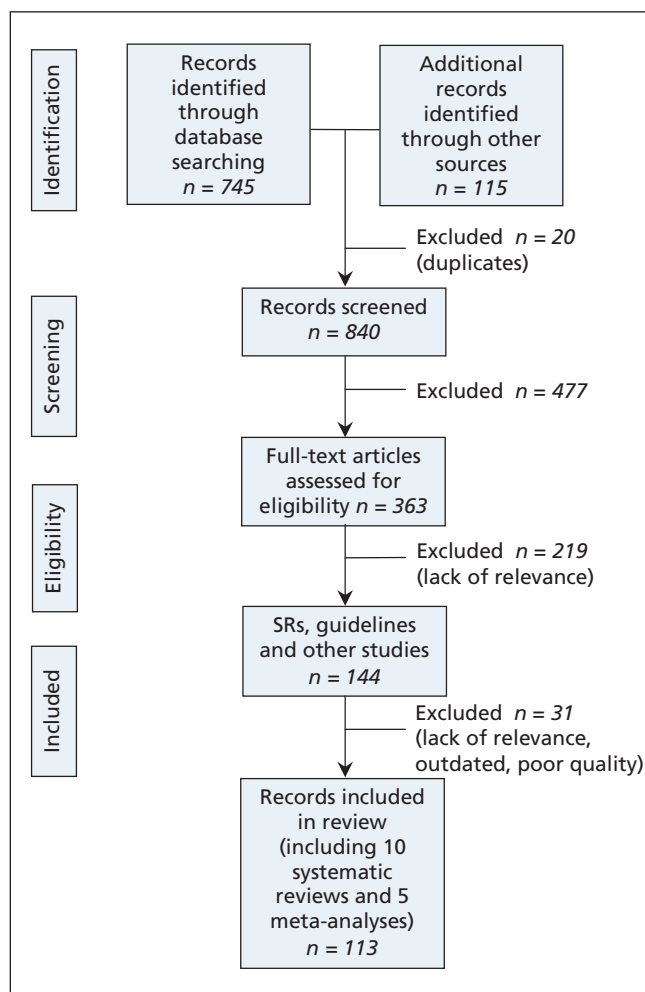 Identification
Records
identified
through
database
searching
n = 745
Additional
records
identified
through other
sources
n = 115
Excluded n = 20
(duplicates)
Screening
Records screened
n = 840
Excluded n = 477
Full-text articles
assessed for
eligibility n = 363
Eligibility
Excluded n = 219
(lack of relevance)
SRs, guidelines
and other studies
n = 144
Included
Excluded n = 31
(lack of relevance,
outdated, poor quality)
Records included
in review
(including 10
systematic
reviews and 5
meta-analyses)
n = 113